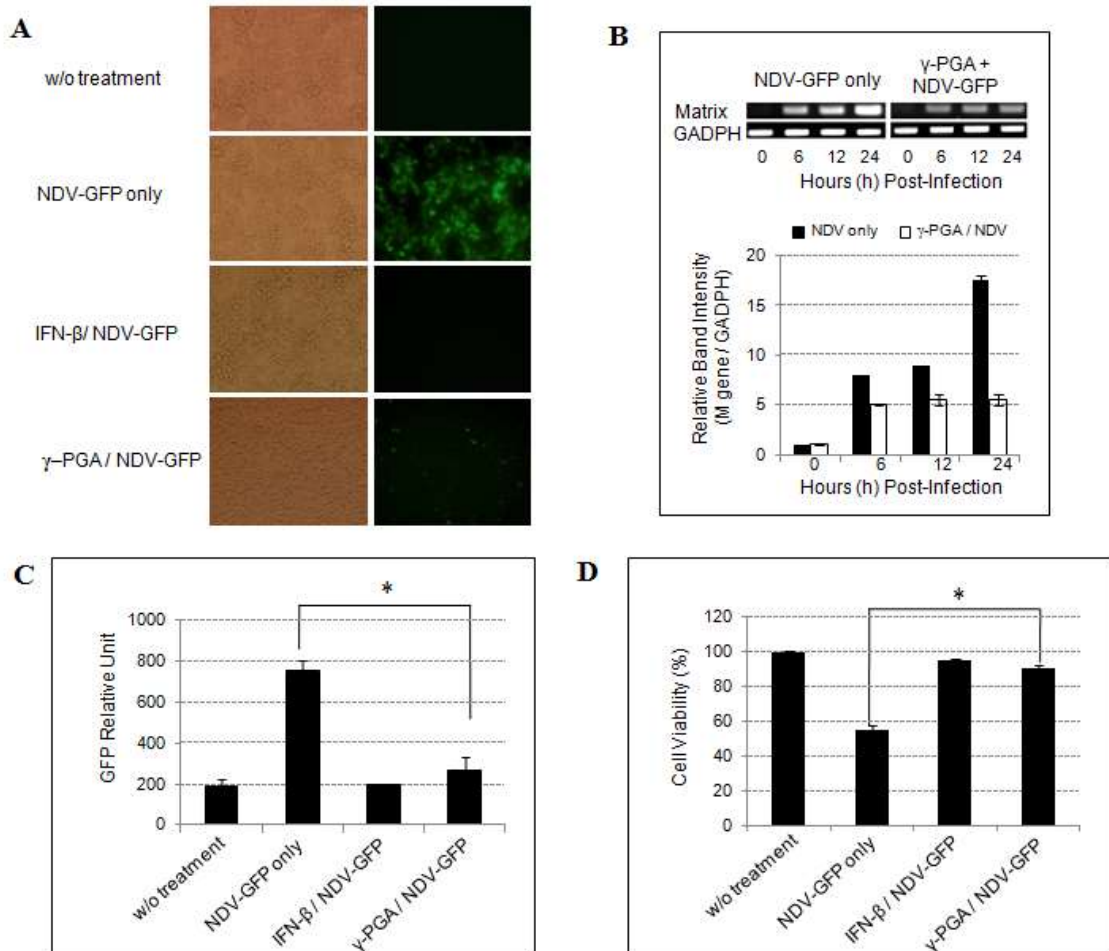 A
w/o treatment
NDV-GFP only
IFN-β/ NDV-GFP
γ–PGA / NDV-GFP
B
NDV-GFP only
γ-PGA +
NDV-GFP
Matrix
GADPH
0 6 12 24 0 6 12 24
Hours (h) Post-Infection
NDV only γ-PGA / NDV
Relative Band Intensity
(M gene / GADPH)
20
15
10
5
0
0 6 12 24
Hours (h) Post-Infection
C
*
GFP Relative Unit
1000
800
600
400
200
0
w/o treatment
NDV-GFP only
IFN-β / NDV-GFP
γ-PGA / NDV-GFP
D
*
Cell Viability (%)
120
100
80
60
40
20
0
w/o treatment
NDV-GFP only
IFN-β / NDV-GFP
γ-PGA / NDV-GFP